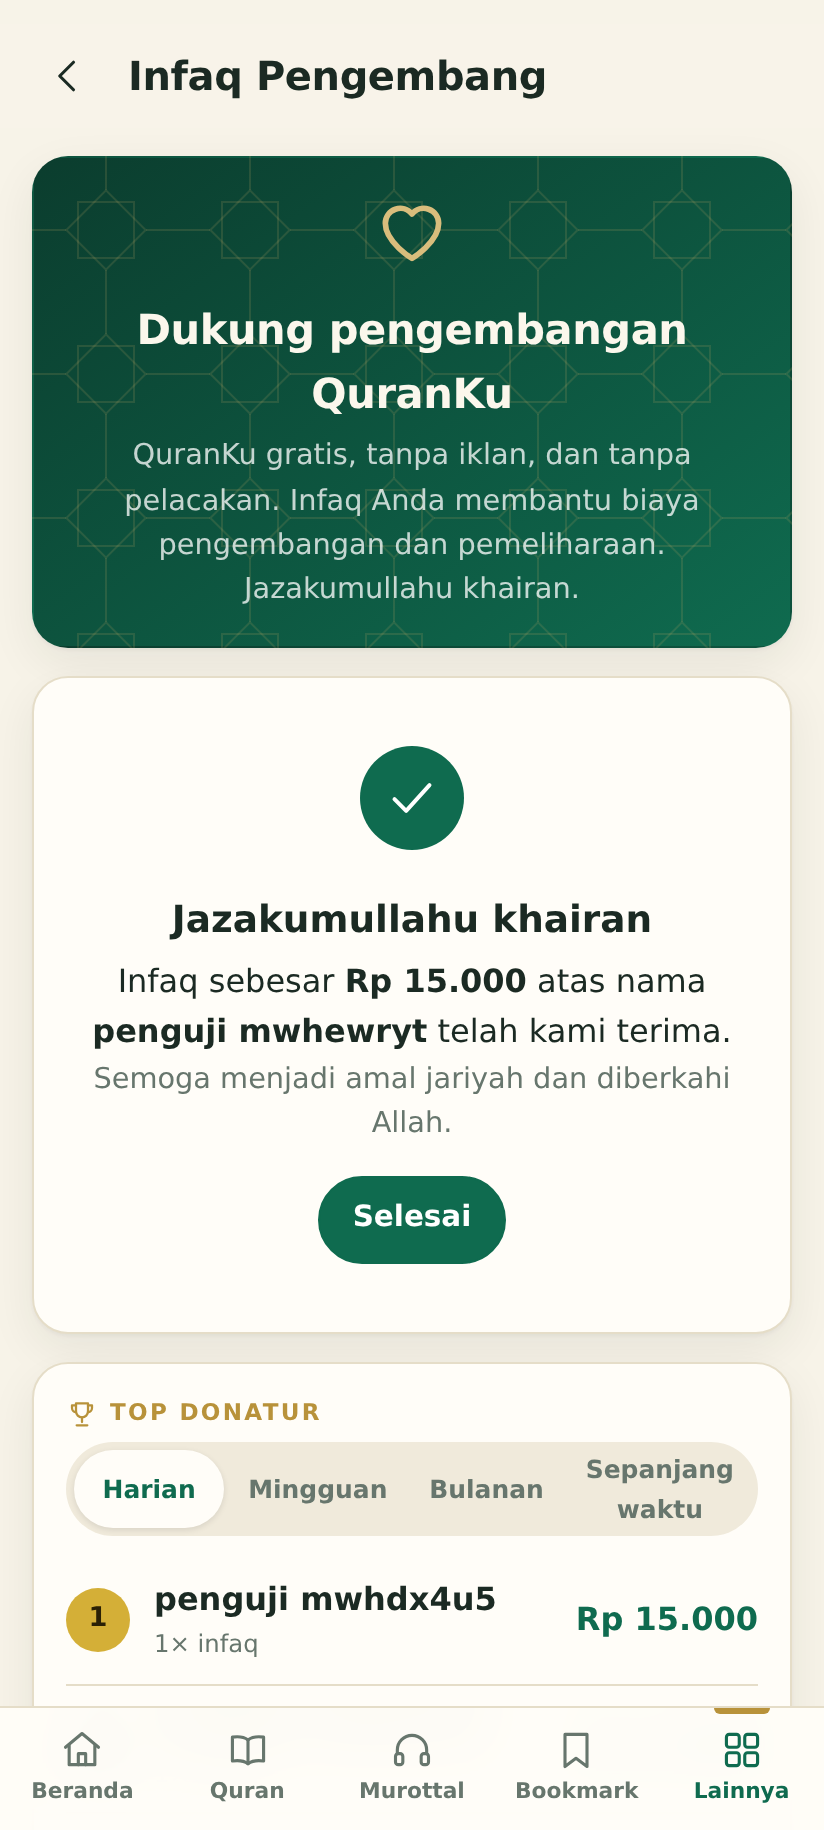 Infaq Pengembang
Dukung pengembangan
QuranKu
QuranKu gratis, tanpa iklan, dan tanpa
pelacakan. Infaq Anda membantu biaya
pengembangan dan pemeliharaan.
Jazakumullahu khairan.
Jazakumullahu khairan
Infaq sebesar Rp 15.000 atas nama
penguji mwhewryt telah kami terima.
Semoga menjadi amal jariyah dan diberkahi
Allah.
Selesai
TOP DONATUR
Harian
Mingguan
Bulanan
Sepanjang
waktu
1
penguji mwhdx4u5
1× infaq
Rp 15.000
Beranda
Quran
Murottal
Bookmark
Lainnya